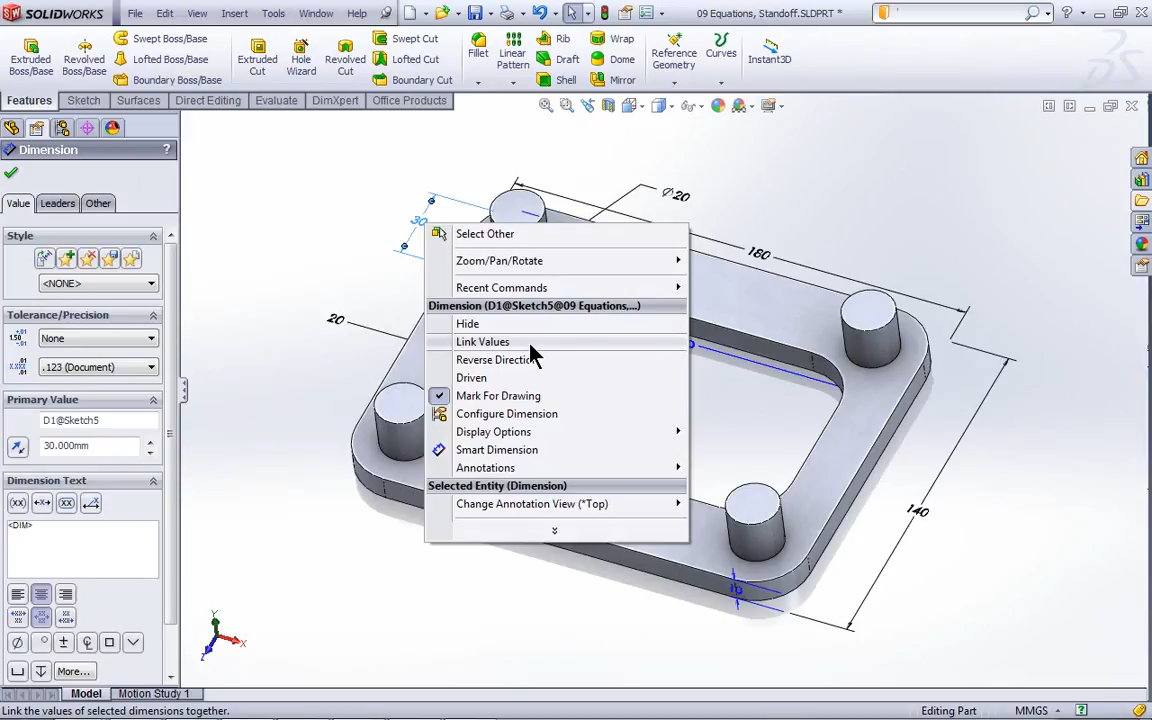 SOLIDWORKS File Edit View Insert Tools Window Help 09 Equations, Standoff.SLDPRT *
Extruded Boss/Base
Revolved Boss/Base
Swept Boss/Base
Lofted Boss/Base
Boundary Boss/Base
Extruded Cut
Hole Wizard
Revolved Cut
Swept Cut
Lofted Cut
Boundary Cut
Fillet
Linear Pattern
Rib
Draft
Shell
Wrap
Dome
Mirror
Reference Geometry
Curves
Instant3D
Features Sketch Surfaces Direct Editing Evaluate DimXpert Office Products
Dimension ?
Value Leaders Other
Style
<NONE>
Tolerance/Precision
None
.123 (Document)
Primary Value
D1@Sketch5
30.000mm
Dimension Text
<DIM>
More...
30
Ø20
180
20
140
10
Select Other
Zoom/Pan/Rotate
Recent Commands
Dimension (D1@Sketch5@09 Equations,...)
Hide
Link Values
Reverse Directio
Driven
Mark For Drawing
Configure Dimension
Display Options
Smart Dimension
Annotations
Selected Entity (Dimension)
Change Annotation View (*Top)
Y
X
Z
Model Motion Study 1
Link the values of selected dimensions together. Editing Part MMGS